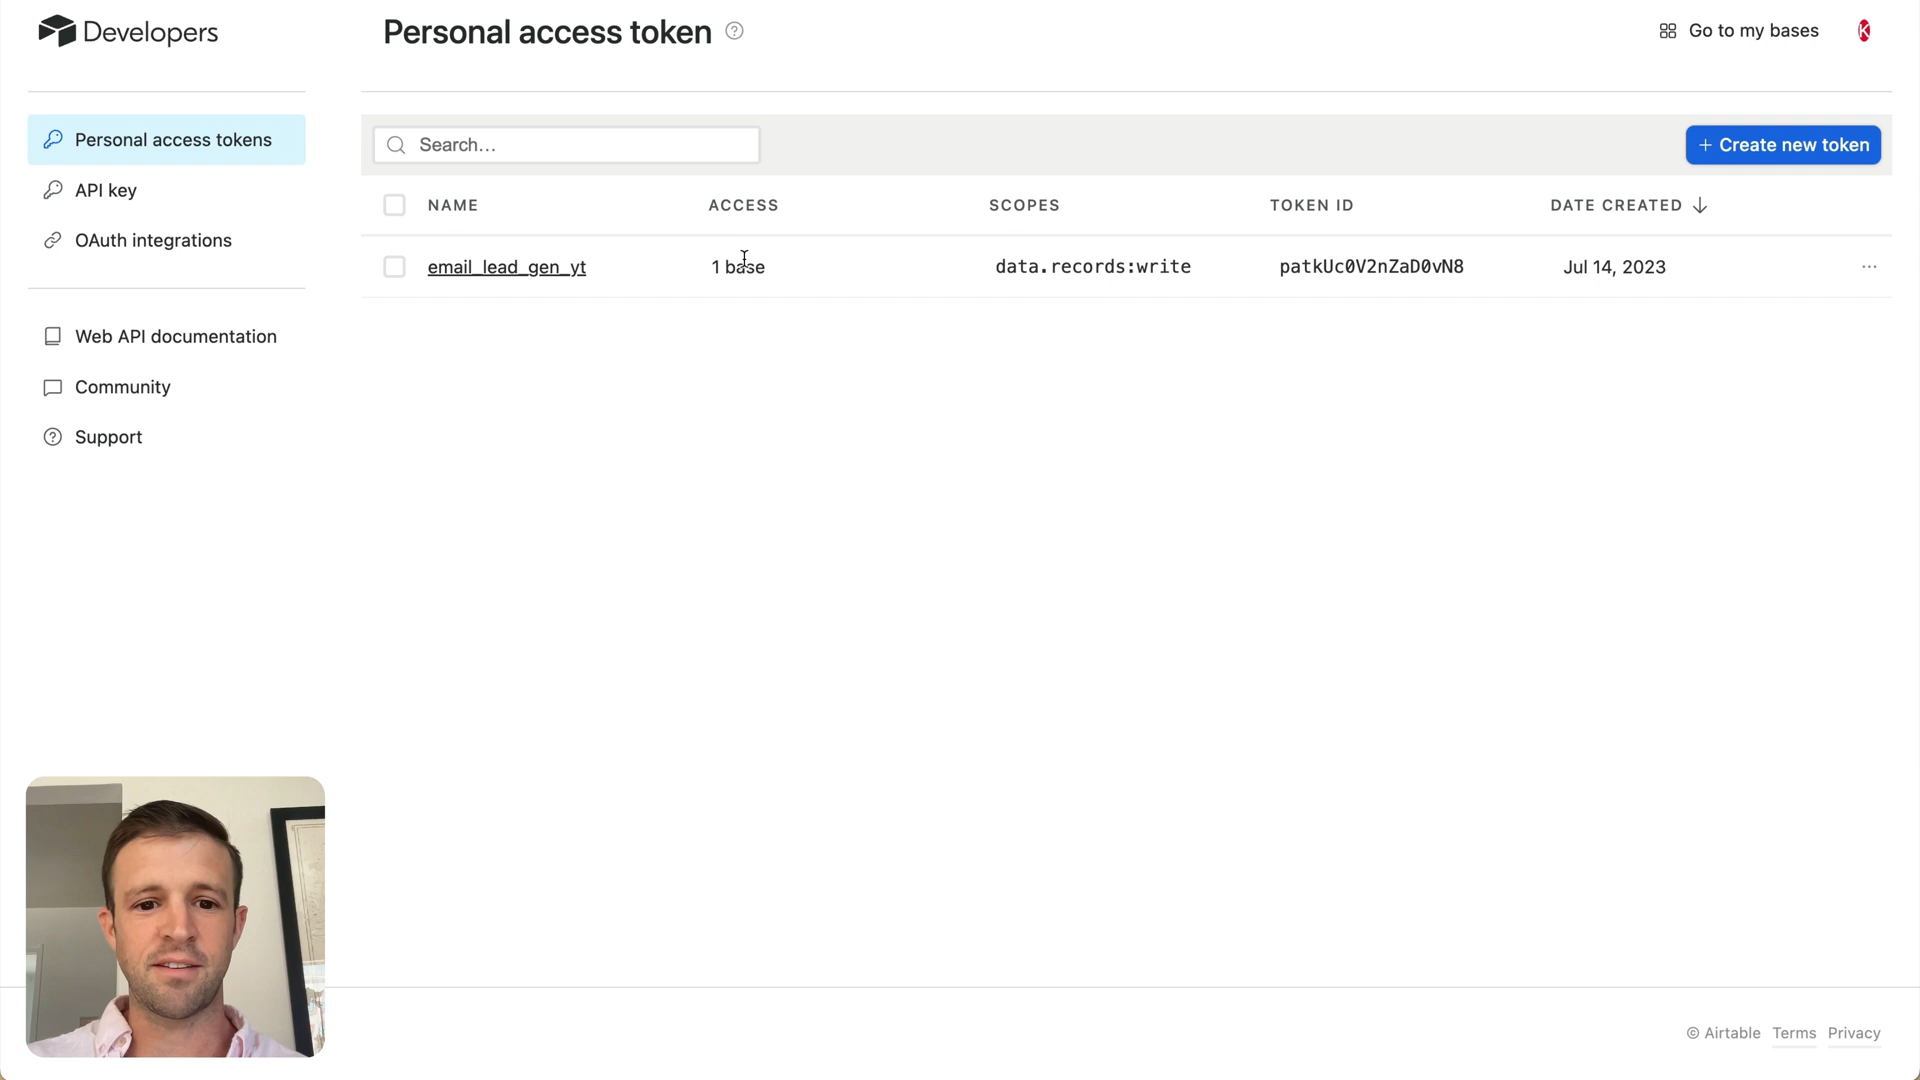 Developers
Personal access token
Go to my bases
K
Personal access tokens
API key
OAuth integrations
Web API documentation
Community
Support
Search...
+ Create new token
NAME ACCESS SCOPES TOKEN ID DATE CREATED
email_lead_gen_yt 1 base data.records:write patkUc0V2nZaD0vN8 Jul 14, 2023
© Airtable Terms Privacy